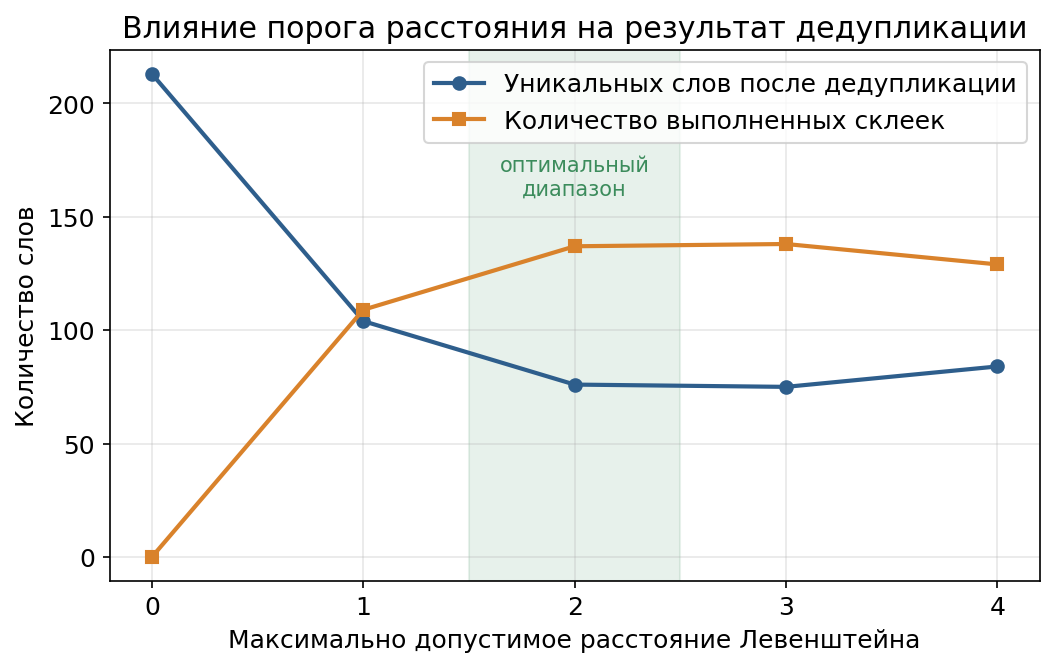 Влияние порога расстояния на результат дедупликации
Уникальных слов после дедупликации
Количество выполненных склеек
оптимальный
диапазон
Количество слов
200
150
100
50
0
0 1 2 3 4
Максимально допустимое расстояние Левенштейна